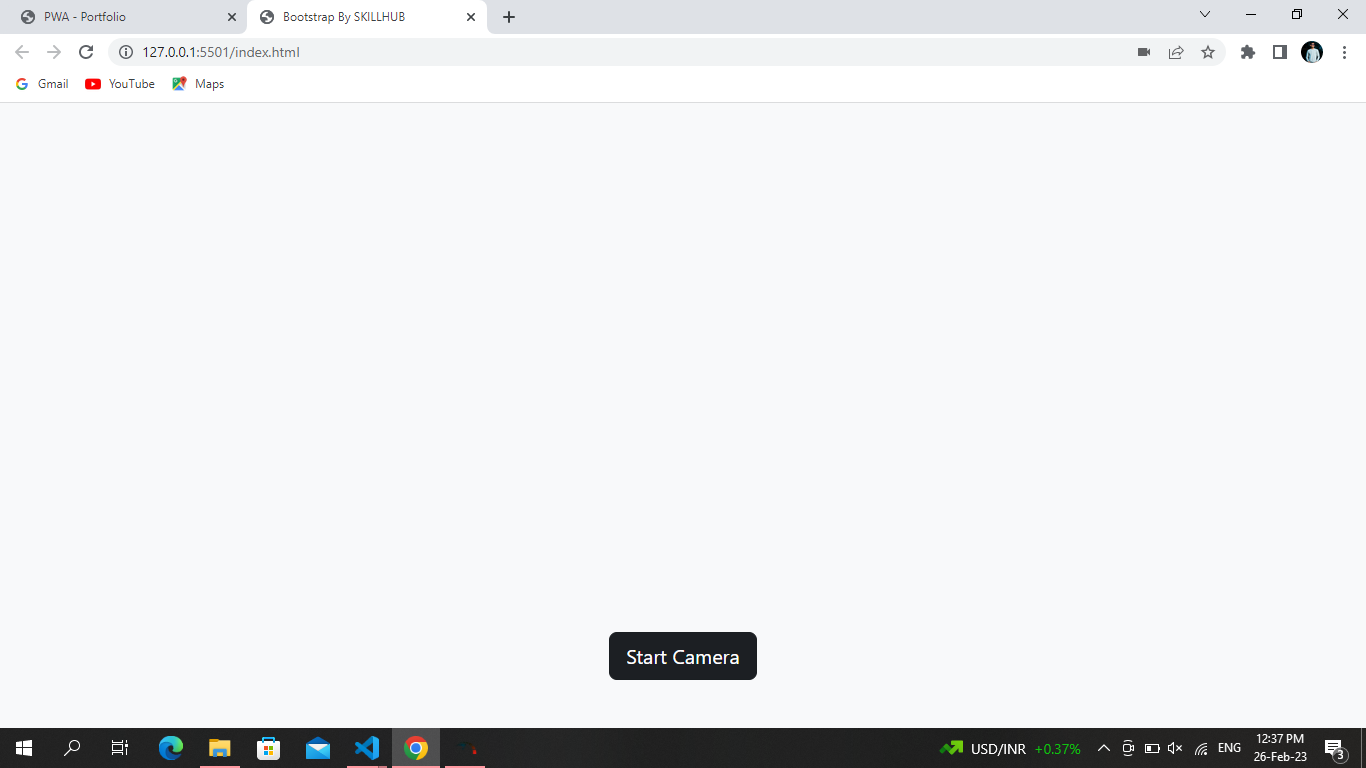 PWA - Portfolio
Bootstrap By SKILLHUB
127.0.0.1:5501/index.html
Gmail
YouTube
Maps
Start Camera
USD/INR +0.37%
ENG
12:37 PM
26-Feb-23
3